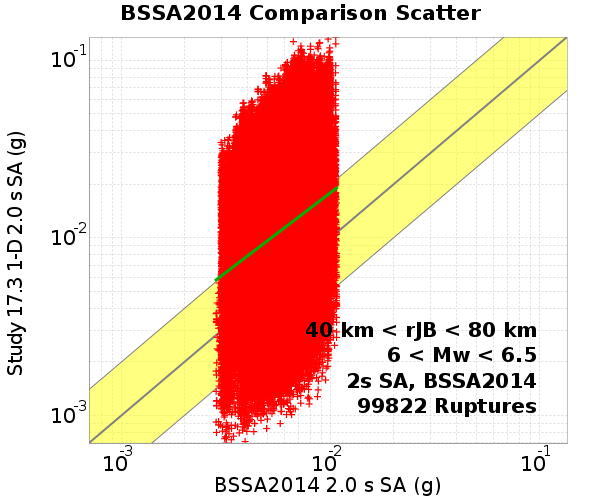 BSSA2014 Comparison Scatter
Study 17.3 1-D 2.0 s SA (g)
10-1
10-2
10-3
40 km < rJB < 80 km
6 < Mw < 6.5
2s SA, BSSA2014
99822 Ruptures
10-3 10-2 10-1
BSSA2014 2.0 s SA (g)